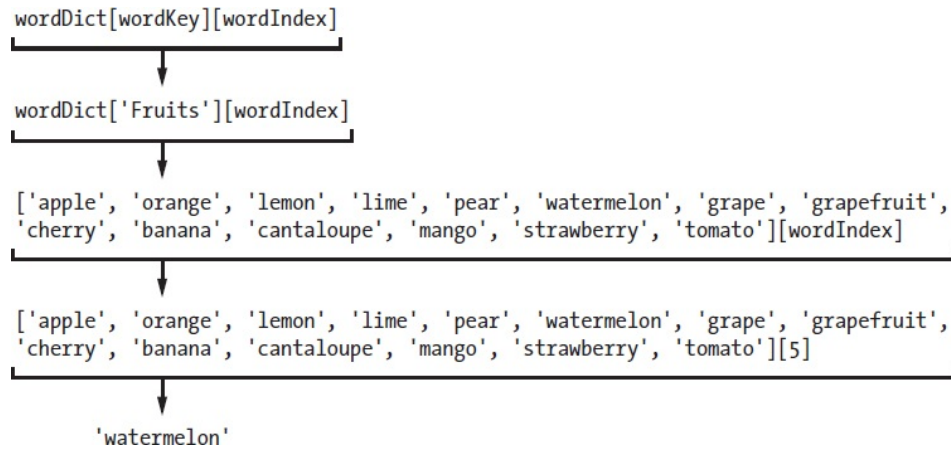 wordDict[wordKey][wordIndex]
wordDict['Fruits'][wordIndex]
['apple', 'orange', 'lemon', 'lime', 'pear', 'watermelon', 'grape', 'grapefruit',
'cherry', 'banana', 'cantaloupe', 'mango', 'strawberry', 'tomato'][wordIndex]
['apple', 'orange', 'lemon', 'lime', 'pear', 'watermelon', 'grape', 'grapefruit',
'cherry', 'banana', 'cantaloupe', 'mango', 'strawberry', 'tomato'][5]
'watermelon'